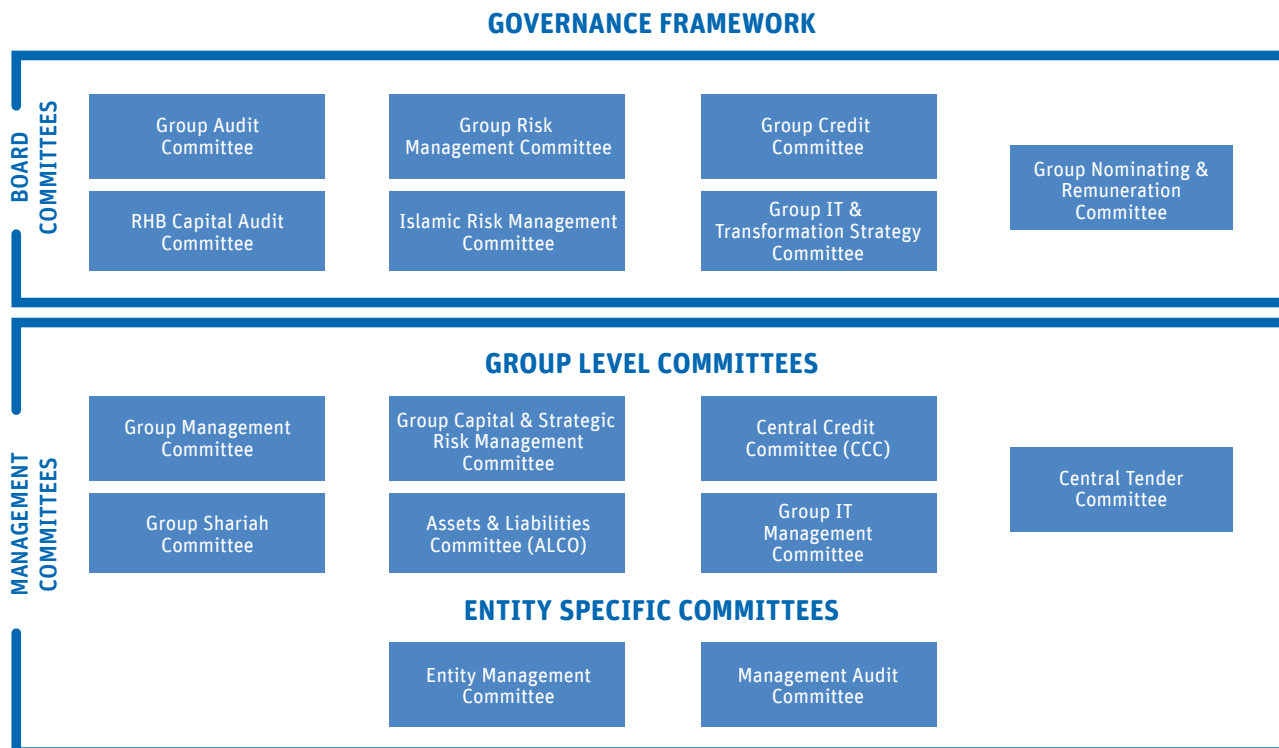 GOVERNANCE FRAMEWORK
BOARD
COMMITTEES
Group Audit
Committee
Group Risk
Management Committee
Group Credit
Committee
Group Nominating &
Remuneration
Committee
RHB Capital Audit
Committee
Islamic Risk Management
Committee
Group IT &
Transformation Strategy
Committee
MANAGEMENT
COMMITTEES
GROUP LEVEL COMMITTEES
Group Management
Committee
Group Capital & Strategic
Risk Management
Committee
Central Credit
Committee (CCC)
Central Tender
Committee
Group Shariah
Committee
Assets & Liabilities
Committee (ALCO)
Group IT
Management
Committee
ENTITY SPECIFIC COMMITTEES
Entity Management
Committee
Management Audit
Committee